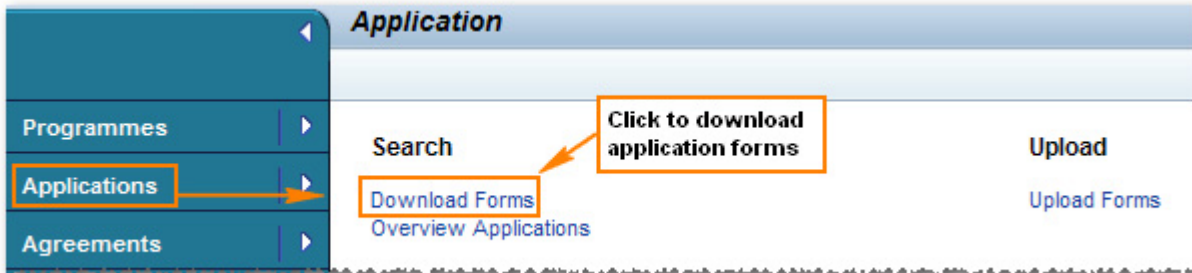 Application
Programmes
Applications
Agreements
Search
Download Forms
Overview Applications
Click to download
application forms
Upload
Upload Forms